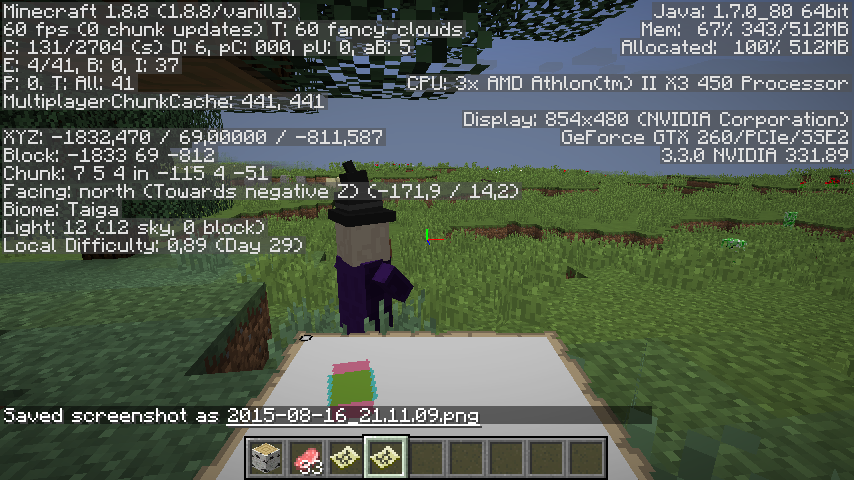 Minecraft 1.8.8 (1.8.8/vanilla)
60 fps (0 chunk updates) T: 60 fancy-clouds
C: 131/2704 (s) D: 6, pC: 000, pU: 0, aB: 5
E: 4/41, B: 0, I: 37
P: 0. T: All: 41
MultiplayerChunkCache: 441, 441
XYZ: -1832,470 / 69,00000 / -811,587
Block: -1833 69 -812
Chunk: 7 5 4 in -115 4 -51
Facing: north (Towards negative Z) (-171,9 / 14,2)
Biome: Taiga
Light: 12 (12 sky, 0 block)
Local Difficulty: 0,89 (Day 29)
Java: 1.7.0_80 64bit
Mem: 67% 343/512MB
Allocated: 100% 512MB
CPU: 3x AMD Athlon(tm) II X3 450 Processor
Display: 854x480 (NVIDIA Corporation)
GeForce GTX 260/PCIe/SSE2
3.3.0 NVIDIA 331.89
Saved screenshot as 2015-08-16_21.11.09.png
33